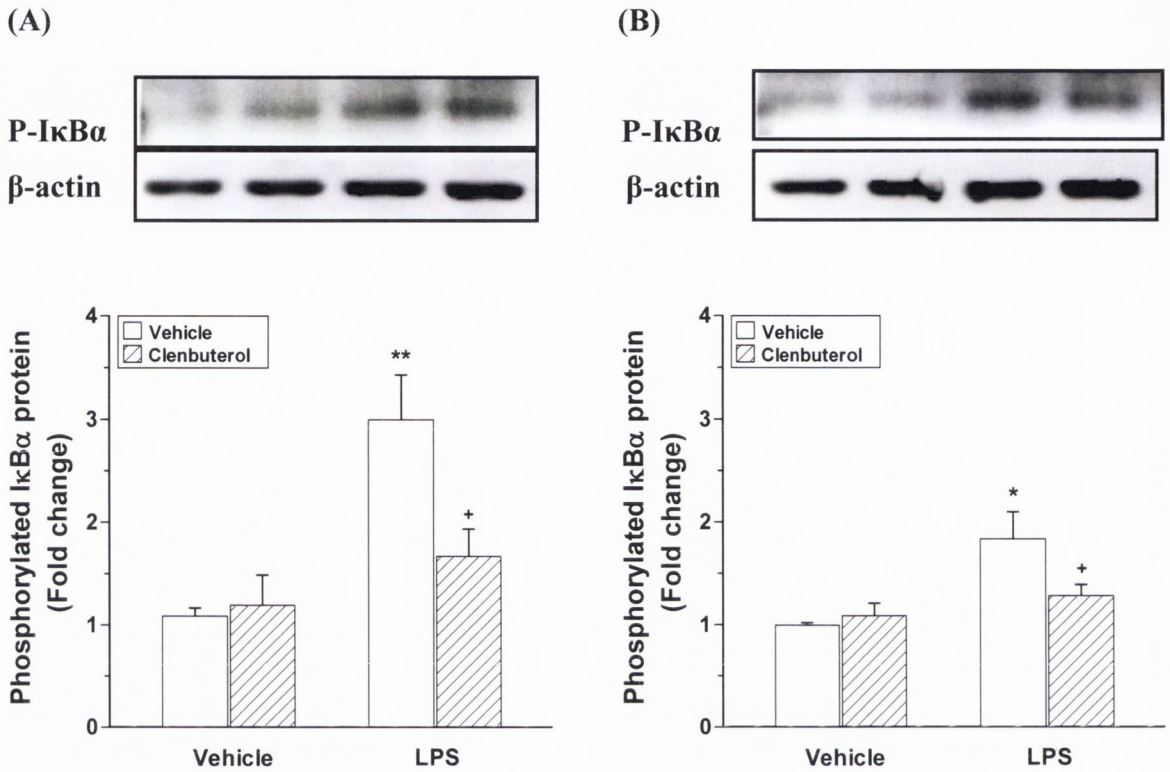 (A)
P-IκBα
β-actin
4
3
2
1
0
Phosphorylated IκBα protein
(Fold change)
Vehicle
Clenbuterol
**
+
Vehicle
LPS
(B)
P-IκBα
β-actin
4
3
2
1
0
Phosphorylated IκBα protein
(Fold change)
Vehicle
Clenbuterol
*
+
Vehicle
LPS